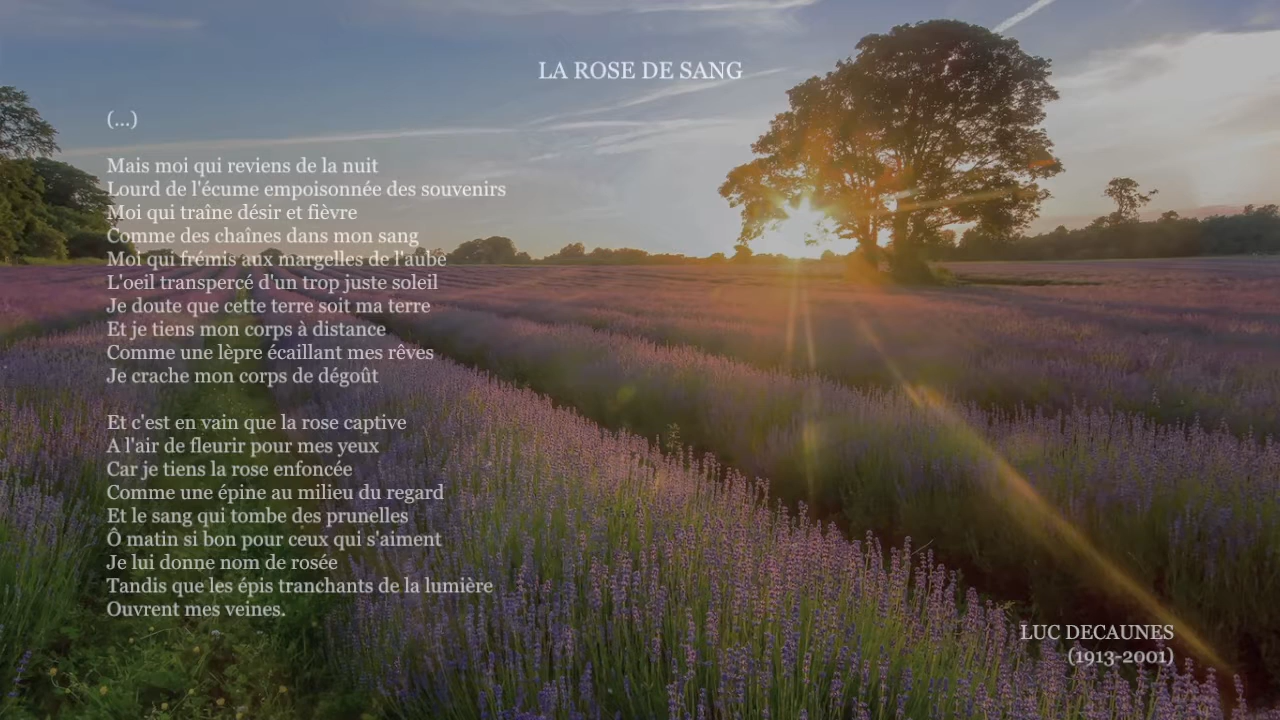 LA ROSE DE SANG
(...)
Mais moi qui reviens de la nuit
Lourd de l'écume empoisonnée des souvenirs
Moi qui traîne désir et fièvre
Comme des chaînes dans mon sang
Moi qui frémis aux margelles de l'aube
L'oeil transpercé d'un trop juste soleil
Je doute que cette terre soit ma terre
Et je tiens mon corps à distance
Comme une lèpre écaillant mes rêves
Je crache mon corps de dégoût
Et c'est en vain que la rose captive
A l'air de fleurir pour mes yeux
Car je tiens la rose enfoncée
Comme une épine au milieu du regard
Et le sang qui tombe des prunelles
Ô matin si bon pour ceux qui s'aiment
Je lui donne nom de rosée
Tandis que les épis tranchants de la lumière
Ouvrent mes veines.
LUC DECAUNES
(1913-2001)